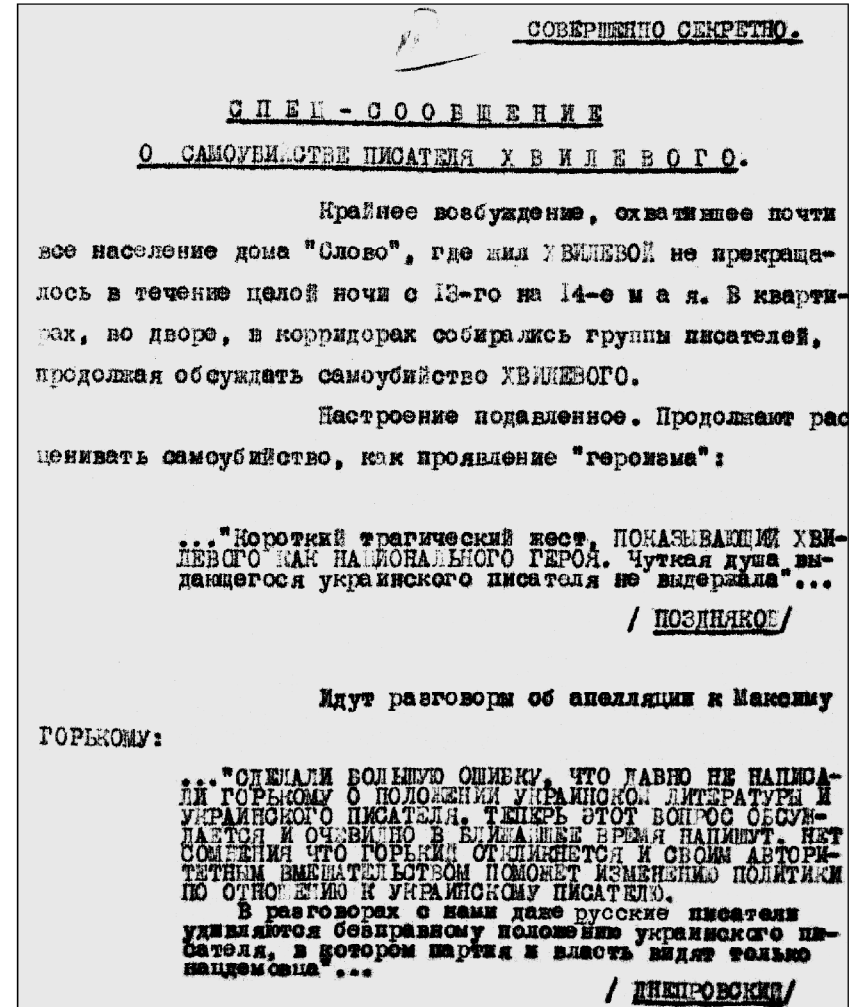 СОВЕРШЕННО СЕКРЕТНО.
СПЕЦ-СООБЩЕНИЕ
О САМОУБИЙСТВЕ ПИСАТЕЛЯ ХВИЛЕВОГО.
Крайнее возбуждение, охватившее почти
все население дома "Слово", где жил ХВИЛЕВОЙ не прекраща-
лось в течение целой ночи с 13-го на 14-е м а я. В кварти-
рах, во дворе, в корридорах собирались группы писателей,
продолжая обсуждать самоубийство ХВИЛЕВОГО.
Настроение подавленное. Продолжают рас
ценивать самоубийство, как проявление "героизма":
..."Короткий трагический жест, ПОКАЗЫВАЮЩИЙ ХВИ-
ЛЕВОГО КАК НАЦИОНАЛЬНОГО ГЕРОЯ. Чуткая душа вы-
дающегося украинского писателя не выдержала"...
/ ПОЗДНЯКОВ/
Идут разговоры об апелляции к Максиму
ГОРЬКОМУ:
..."СДЕЛАЛИ БОЛЬШУЮ ОШИБКУ, ЧТО ДАВНО НЕ НАПИСА-
ЛИ ГОРЬКОМУ О ПОЛОЖЕНИИ УКРАИНСКОЙ ЛИТЕРАТУРЫ И
УКРАИНСКОГО ПИСАТЕЛЯ. ТЕПЕРЬ ЭТОТ ВОПРОС ОБСУЖ-
ДАЕТСЯ И ОЧЕВИДНО В БЛИЖАЙШЕЕ ВРЕМЯ НАПИШУТ. НЕТ
СОМНЕНИЯ ЧТО ГОРЬКИЙ ОТКЛИКНЕТСЯ И СВОИМ АВТОРИ-
ТЕТНЫМ ВМЕШАТЕЛЬСТВОМ ПОМОЖЕТ ИЗМЕНЕНИЮ ПОЛИТИКИ
ПО ОТНОШЕНИЮ К УКРАИНСКОМУ ПИСАТЕЛЮ.
В разговорах с нами даже русские писатели
удивляются безправному положению украинского пи-
сателя, в котором партия и власть видят только
нацдемовца"...
/ ДНЕПРОВСКИЙ/